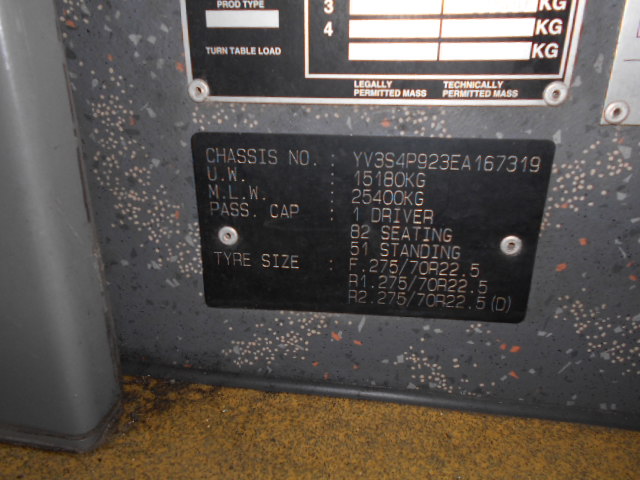 PROD TYPE
3 KG
4 KG
TURN TABLE LOAD
LEGALLY PERMITTED MASS
TECHNICALLY PERMITTED MASS
CHASSIS NO. : YV3S4P923EA167319
U.W. : 15180KG
M.L.W. : 25400KG
PASS. CAP : 1 DRIVER
82 SEATING
51 STANDING
TYRE SIZE : F.275/70R22.5
R1.275/70R22.5
R2.275/70R22.5(D)